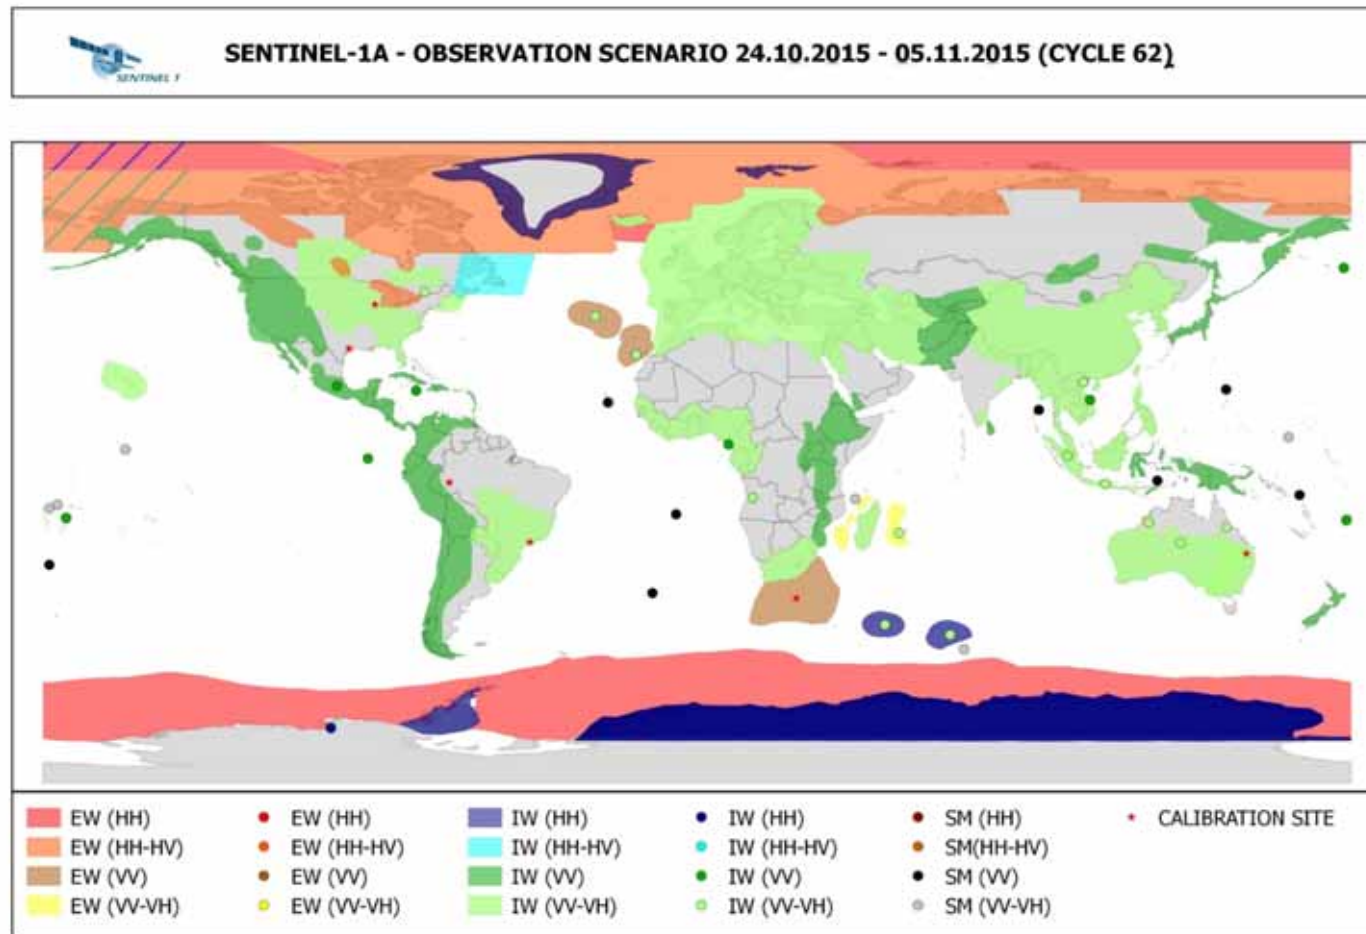 SENTINEL-1A - OBSERVATION SCENARIO 24.10.2015 - 05.11.2015 (CYCLE 62)
SENTINEL 1
EW (HH)
EW (HH)
IW (HH)
IW (HH)
SM (HH)
CALIBRATION SITE
EW (HH-HV)
EW (HH-HV)
IW (HH-HV)
IW (HH-HV)
SM(HH-HV)
EW (VV)
EW (VV)
IW (VV)
IW (VV)
SM (VV)
EW (VV-VH)
EW (VV-VH)
IW (VV-VH)
IW (VV-VH)
SM (VV-VH)